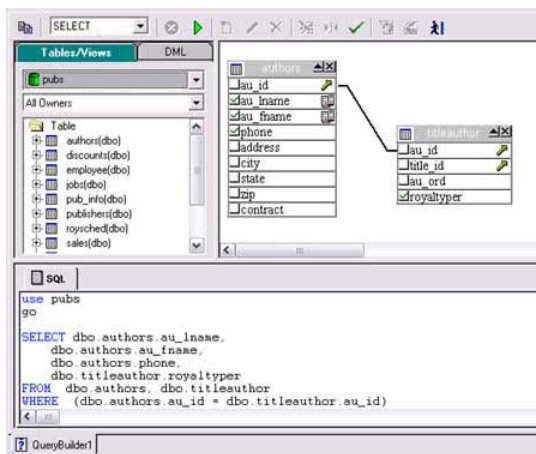 SELECT
Tables/Views
DML
pubs
All Owners
Table
authors(dbo)
discounts(dbo)
employee(dbo)
jobs(dbo)
pub_info(dbo)
publishers(dbo)
roysched(dbo)
sales(dbo)
authors
au_id
au_lname
au_fname
phone
address
city
state
zip
contract
titleauthor
au_id
title_id
au_ord
royaltyper
SQL
use pubs
go
SELECT dbo.authors.au_lname,
dbo.authors.au_fname,
dbo.authors.phone,
dbo.titleauthor.royaltyper
FROM dbo.authors, dbo.titleauthor
WHERE (dbo.authors.au_id = dbo.titleauthor.au_id)
QueryBuilder1